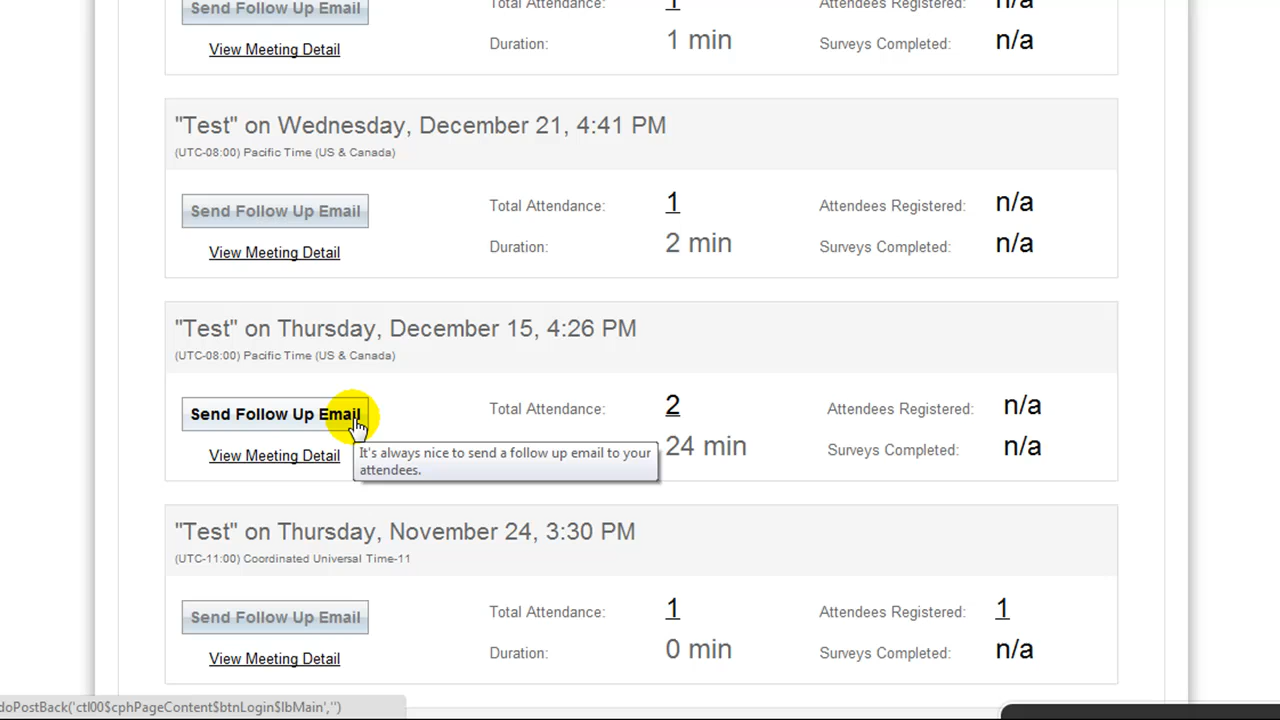 Send Follow Up Email
Total Attendance: 1 Attendees Registered: n/a
View Meeting Detail Duration: 1 min Surveys Completed: n/a
"Test" on Wednesday, December 21, 4:41 PM
(UTC-08:00) Pacific Time (US & Canada)
Send Follow Up Email Total Attendance: 1 Attendees Registered: n/a
View Meeting Detail Duration: 2 min Surveys Completed: n/a
"Test" on Thursday, December 15, 4:26 PM
(UTC-08:00) Pacific Time (US & Canada)
Send Follow Up Email Total Attendance: 2 Attendees Registered: n/a
View Meeting Detail 24 min Surveys Completed: n/a
It's always nice to send a follow up email to your
attendees.
"Test" on Thursday, November 24, 3:30 PM
(UTC-11:00) Coordinated Universal Time-11
Send Follow Up Email Total Attendance: 1 Attendees Registered: 1
View Meeting Detail Duration: 0 min Surveys Completed: n/a
doPostBack('ctl00$cphPageContent$btnLogin$lbMain','')